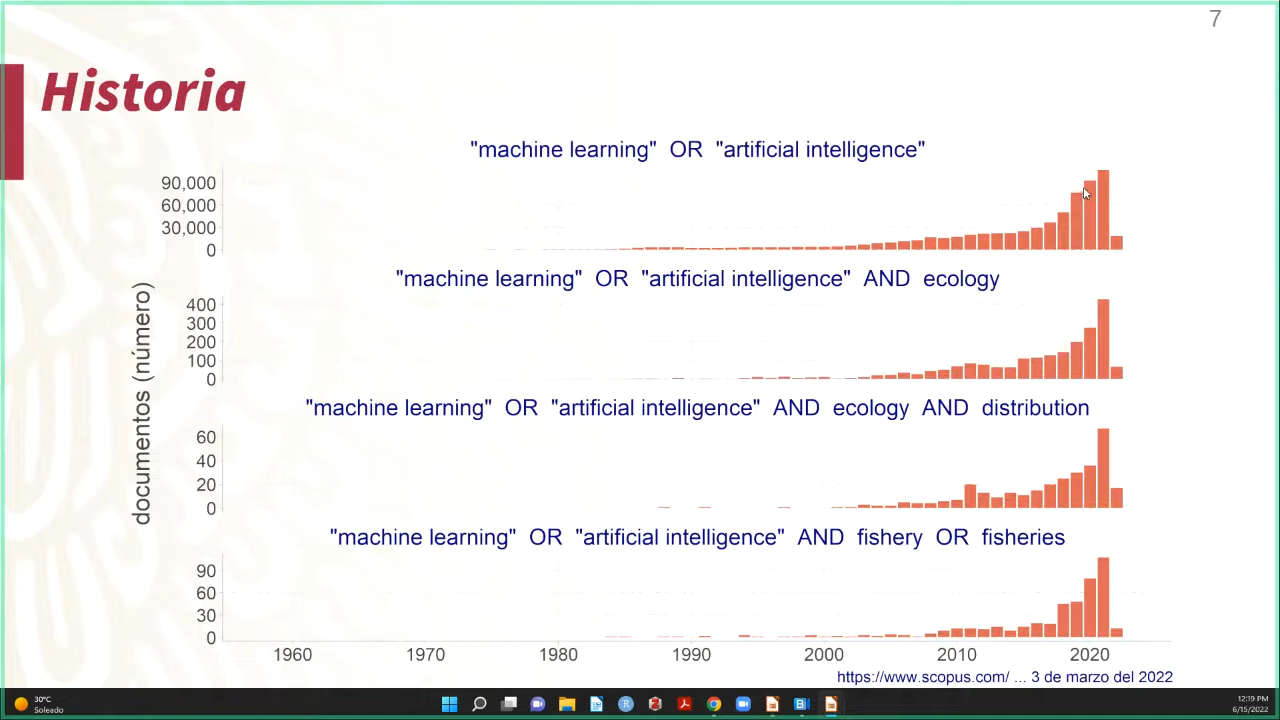 7
Historia
"machine learning" OR "artificial intelligence"
90,000
60,000
30,000
0
"machine learning" OR "artificial intelligence" AND ecology
400
300
200
100
0
"machine learning" OR "artificial intelligence" AND ecology AND distribution
60
40
20
0
"machine learning" OR "artificial intelligence" AND fishery OR fisheries
90
60
30
0
documentos (número)
1960 1970 1980 1990 2000 2010 2020
https://www.scopus.com/ ... 3 de marzo del 2022
30°C
Soleado
12:19 PM
6/15/2022